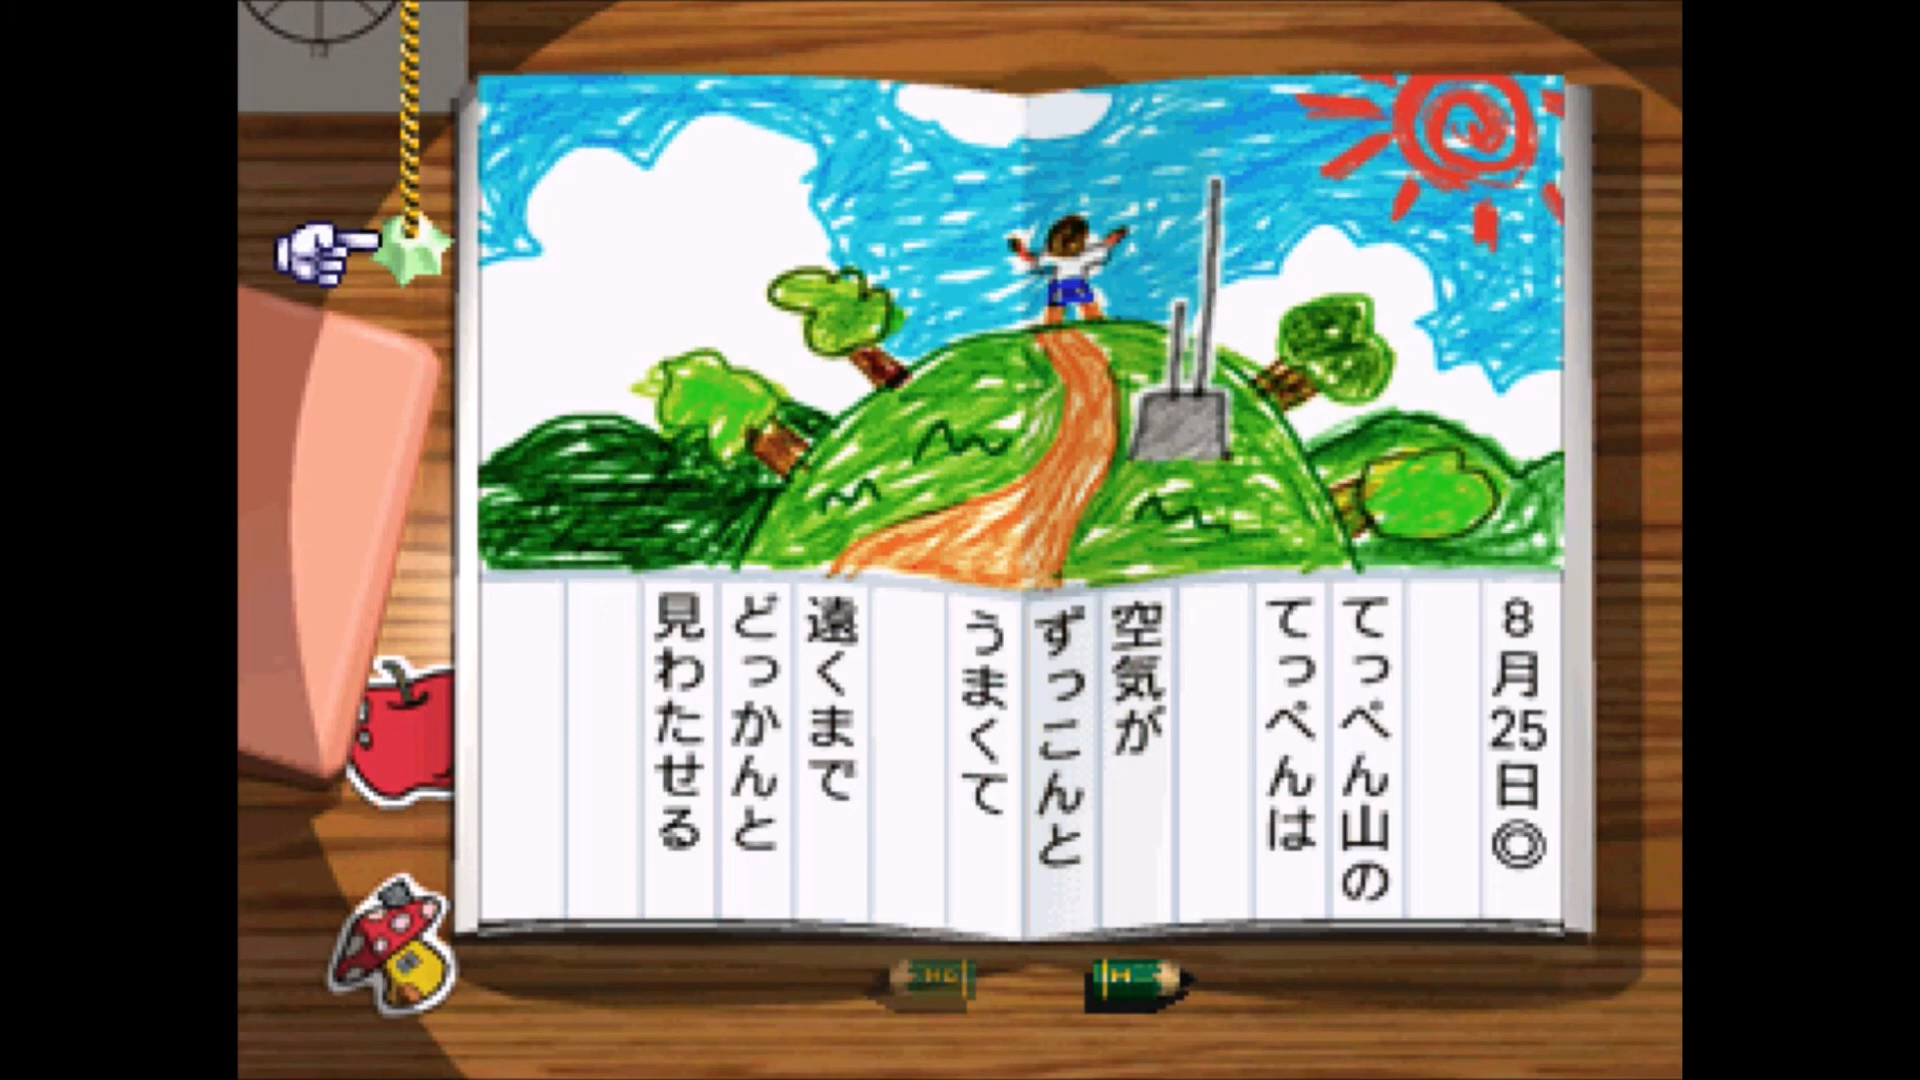 8月25日◎
てっぺん山の
てっぺんは
空気が
ずっこんと
うまくて
遠くまで
どっかんと
見わたせる
H